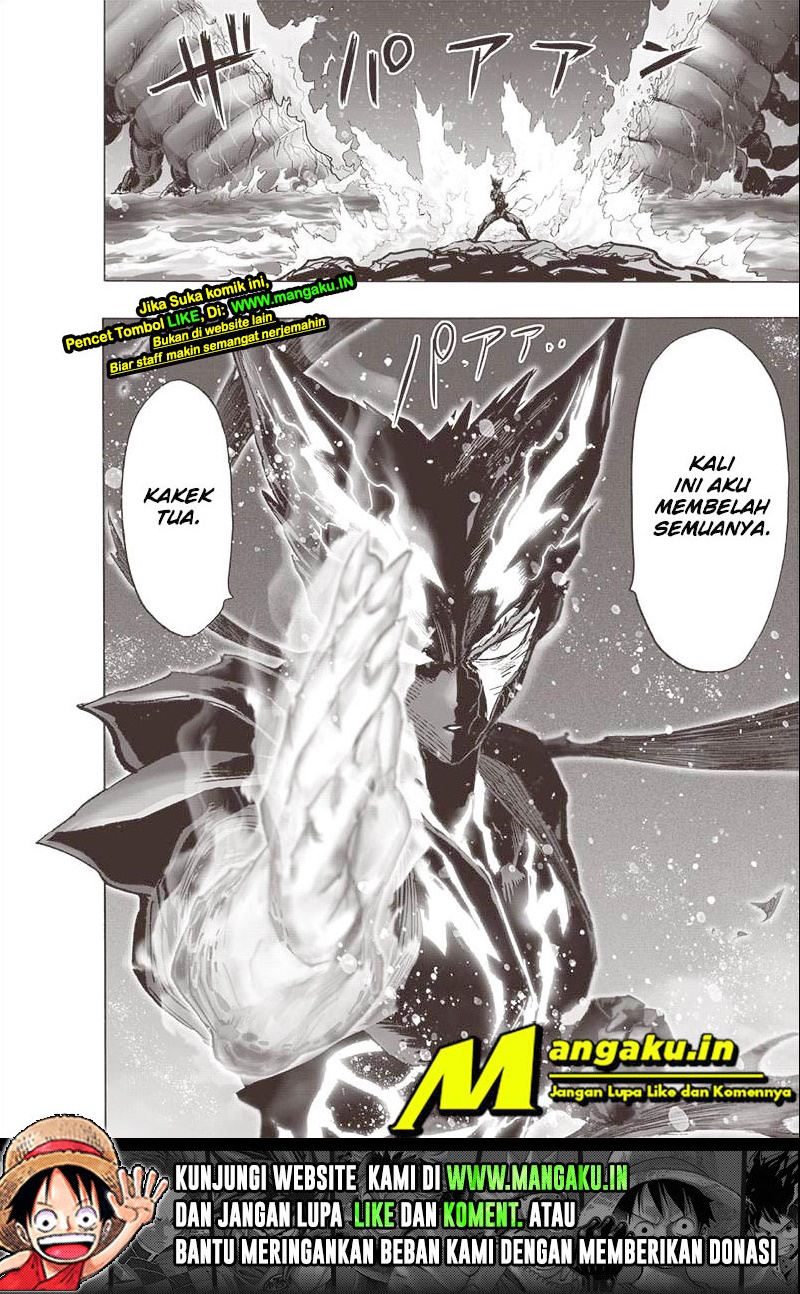 ザパァァン
Jika Suka komik ini,
Pencet Tombol LIKE, Di; WWW.mangaku.IN
Bukan di website lain
Biar staff makin semangat nerjemahin
パァァ..
KALI
INI AKU
MEMBELAH
SEMUANYA.
KAKEK
TUA.
Mangaku.in
Jangan Lupa Like dan Komennya
KUNJUNGI WEBSITE KAMI DI WWW.MANGAKU.IN
DAN JANGAN LUPA LIKE DAN KOMENT. ATAU
BANTU MERINGANKAN BEBAN KAMI DENGAN MEMBERIKAN DONASI